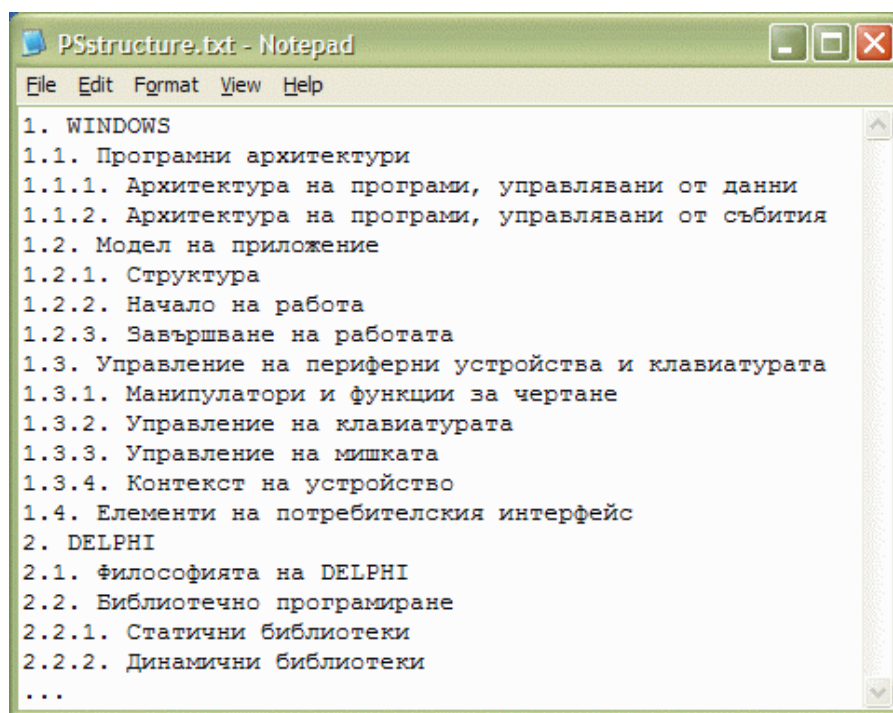 PSstructure.txt - Notepad
File Edit Format View Help
1. WINDOWS
1.1. Програмни архитектури
1.1.1. Архитектура на програми, управлявани от данни
1.1.2. Архитектура на програми, управлявани от събития
1.2. Модел на приложение
1.2.1. Структура
1.2.2. Начало на работа
1.2.3. Завършване на работата
1.3. Управление на периферни устройства и клавиатурата
1.3.1. Манипулатори и функции за чертане
1.3.2. Управление на клавиатурата
1.3.3. Управление на мишката
1.3.4. Контекст на устройство
1.4. Елементи на потребителския интерфейс
2. DELPHI
2.1. Философията на DELPHI
2.2. Библиотечно програмиране
2.2.1. Статични библиотеки
2.2.2. Динамични библиотеки
...